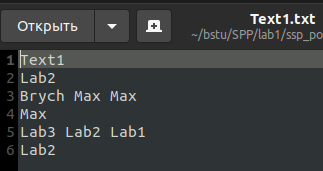 Открыть
Text1.txt
~/bstu/SPP/lab1/ssp_po
1 Text1
2 Lab2
3 Brych Max Max
4 Max
5 Lab3 Lab2 Lab1
6 Lab2